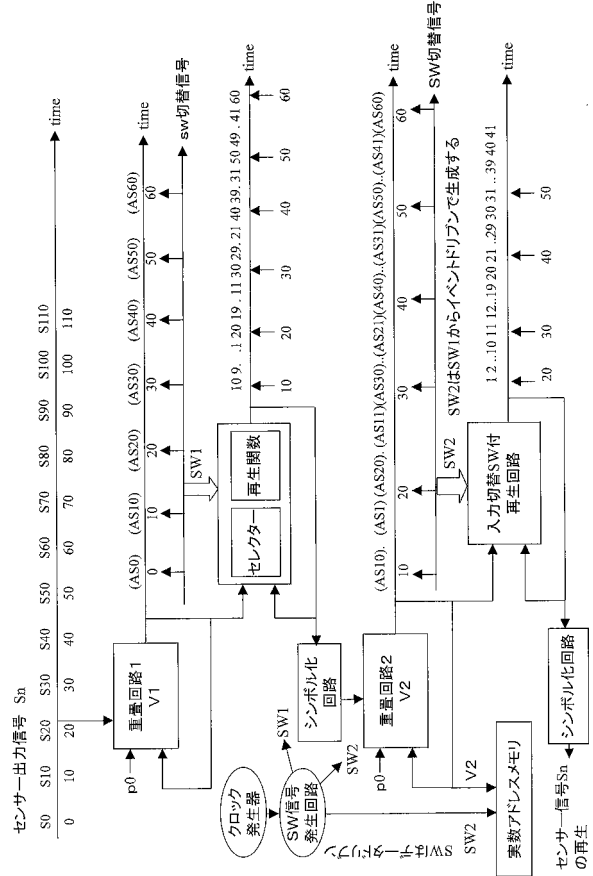 センサー出力信号 Sn
S0 S10 S20 S30 S40 S50 S60 S70 S80 S90 S100 S110
0 10 20 30 40 50 60 70 80 90 100 110
time
p0
重畳回路1
V1
(AS0) (AS10) (AS20) (AS30) (AS40) (AS50) (AS60)
time
0 10 20 30 40 50 60
sw切替信号
SW1
セレクター
再生関数
10 9. ..1 20 19 . 11 30 29..21 40 39..31 50 49 . 41 60
time
10 20 30 40 50 60
クロック
発生器
SW信号
発生回路
SW1
SW2
シンボル化
回路
p0
重畳回路2
V2
(AS10). (AS1) (AS20). (AS11)(AS30)...(AS21)(AS40)..(AS31)(AS50)..(AS41)(AS60)
time
10 20 30 40 50 60
SW切替信号
SW2
SW2はSW1からイベントドリブンで生成する
SWはデータドリブン
SW2
V2
実数アドレスメモリ
入力切替SW付
再生回路
1 2 ..10 11 12..19 20 21 ..29 30 31 ..39 40 41
time
20 30 40 50
シンボル化回路
センサー信号Sn
の再生